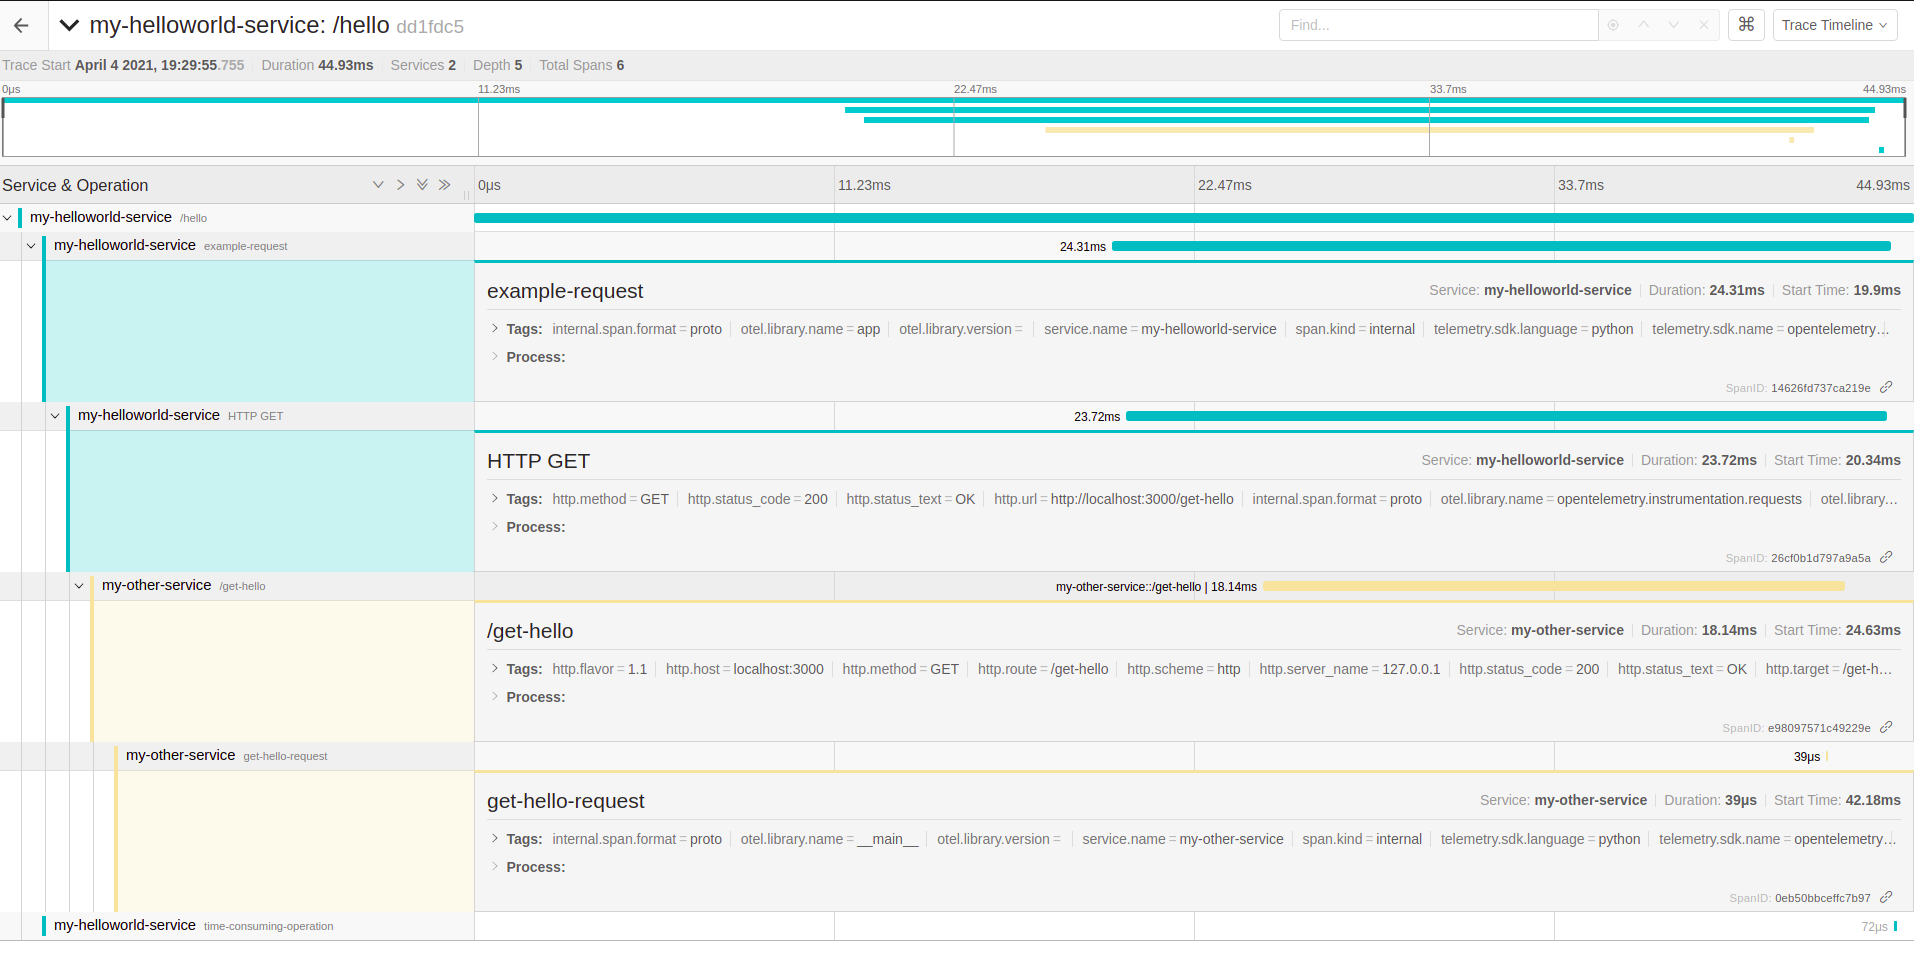 my-helloworld-service: /hello dd1fdc5 Find... ⌘ Trace Timeline
Trace Start April 4 2021, 19:29:55.755 Duration 44.93ms Services 2 Depth 5 Total Spans 6
0μs 11.23ms 22.47ms 33.7ms 44.93ms
Service & Operation 0μs 11.23ms 22.47ms 33.7ms 44.93ms
my-helloworld-service /hello
my-helloworld-service example-request 24.31ms
example-request Service: my-helloworld-service Duration: 24.31ms Start Time: 19.9ms
Tags: internal.span.format = proto otel.library.name = app otel.library.version = service.name = my-helloworld-service span.kind = internal telemetry.sdk.language = python telemetry.sdk.name = opentelemetry…
Process:
SpanID: 14626fd737ca219e
my-helloworld-service HTTP GET 23.72ms
HTTP GET Service: my-helloworld-service Duration: 23.72ms Start Time: 20.34ms
Tags: http.method = GET http.status_code = 200 http.status_text = OK http.url = http://localhost:3000/get-hello internal.span.format = proto otel.library.name = opentelemetry.instrumentation.requests otel.library…
Process:
SpanID: 26cf0b1d797a9a5a
my-other-service /get-hello my-other-service::/get-hello | 18.14ms
/get-hello Service: my-other-service Duration: 18.14ms Start Time: 24.63ms
Tags: http.flavor = 1.1 http.host = localhost:3000 http.method = GET http.route = /get-hello http.scheme = http http.server_name = 127.0.0.1 http.status_code = 200 http.status_text = OK http.target = /get-h…
Process:
SpanID: e98097571c49229e
my-other-service get-hello-request 39μs
get-hello-request Service: my-other-service Duration: 39μs Start Time: 42.18ms
Tags: internal.span.format = proto otel.library.name = __main__ otel.library.version = service.name = my-other-service span.kind = internal telemetry.sdk.language = python telemetry.sdk.name = opentelemetry…
Process:
SpanID: 0eb50bbceffc7b97
my-helloworld-service time-consuming-operation 72μs